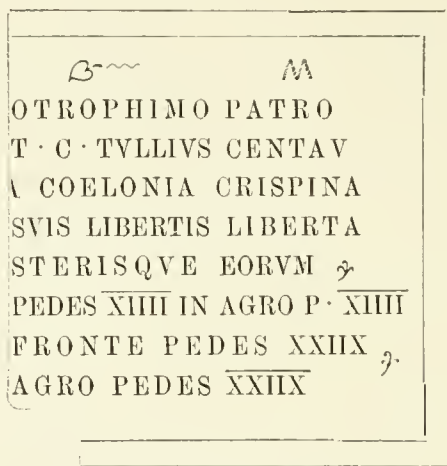 D M
OTROPHIMO PATRO
T · C · TVLLIVS CENTAV
COELONIA CRISPINA
SVIS LIBERTIS LIBERTA
STERISQVE EORVM
PEDES XIIII IN AGRO P · XIIII
FRONTE PEDES XXIIX
AGRO PEDES XXIIX